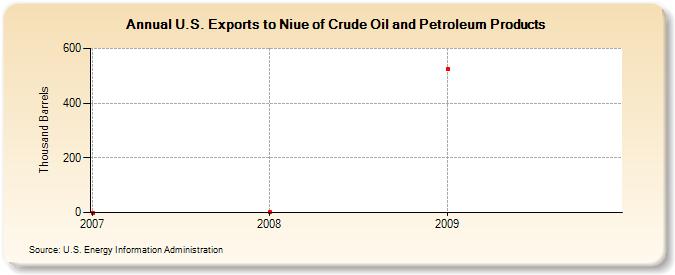 Annual U.S. Exports to Niue of Crude Oil and Petroleum Products
Thousand Barrels
600
400
200
0
2007 2008 2009
Source: U.S. Energy Information Administration